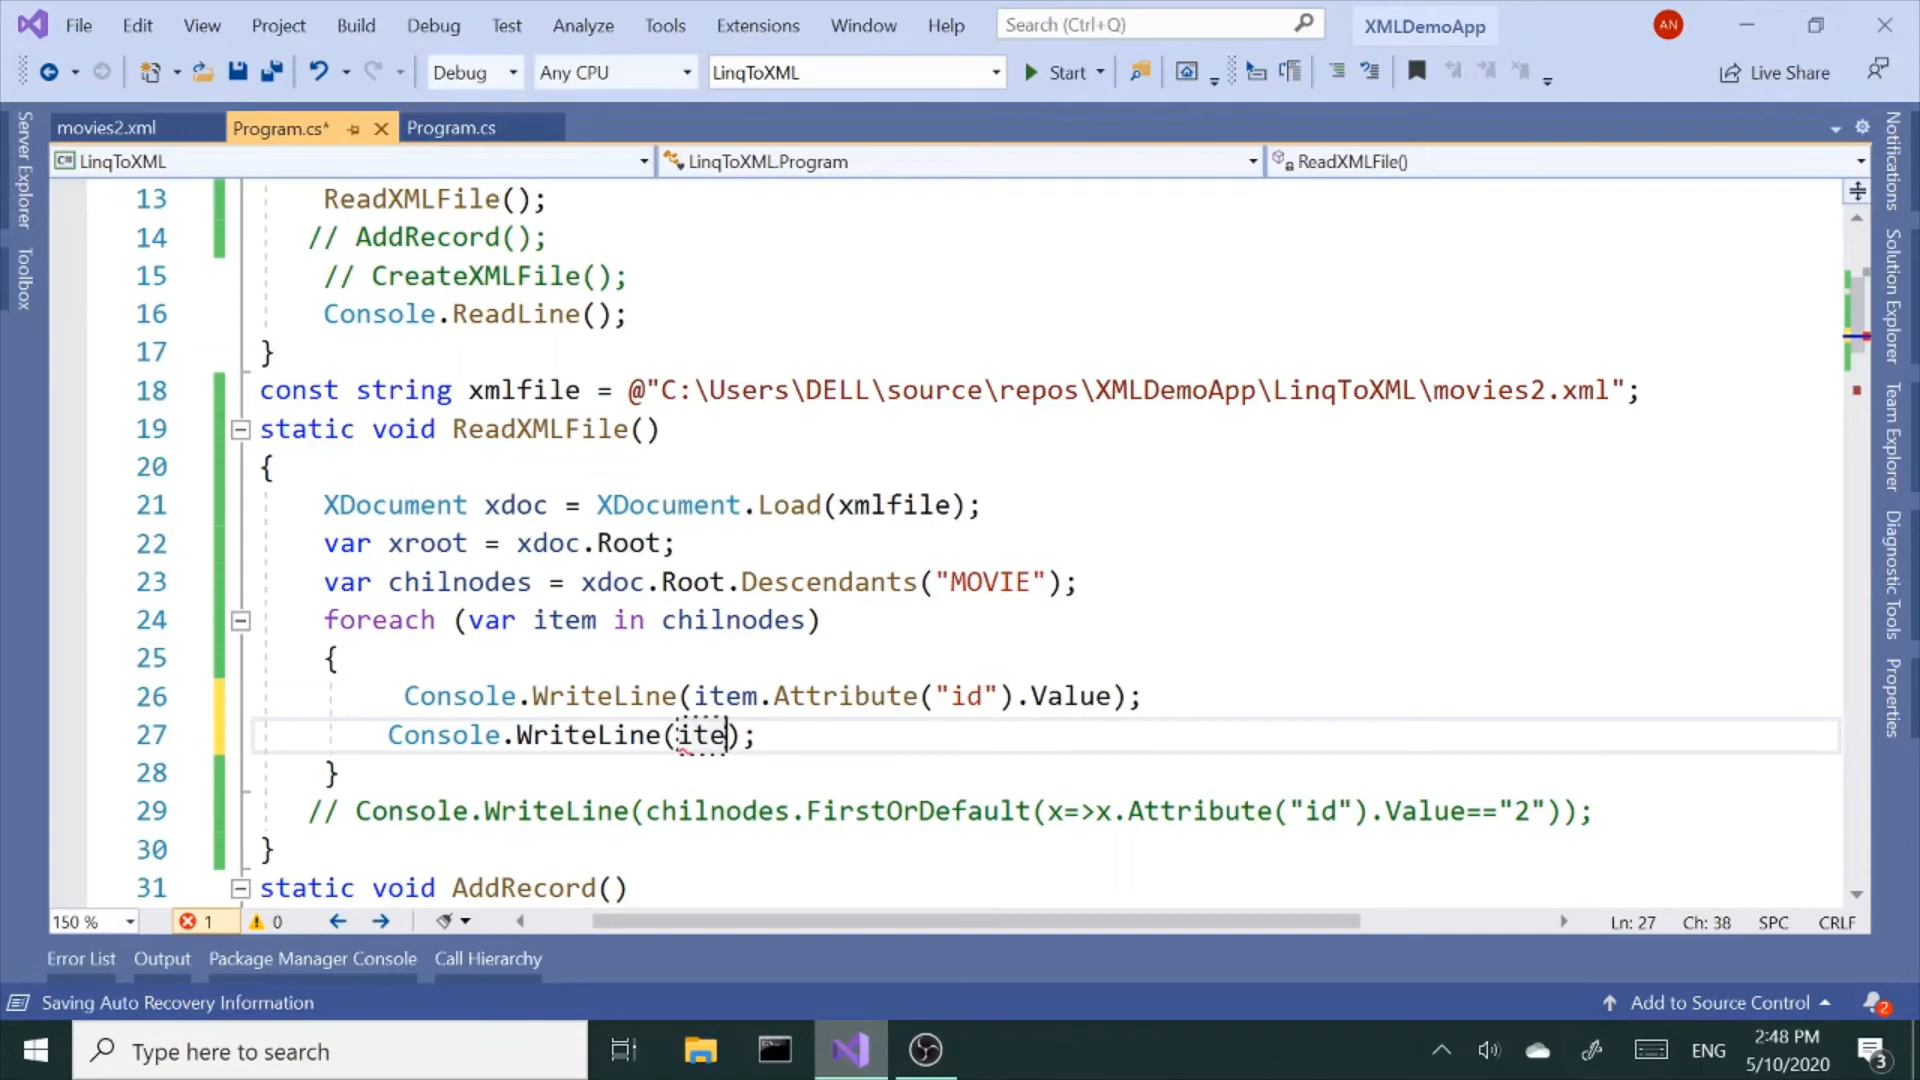 File Edit View Project Build Debug Test Analyze Tools Extensions Window Help Search (Ctrl+Q) XMLDemoApp AN
Debug Any CPU LinqToXML Start Live Share
movies2.xml Program.cs* Program.cs
LinqToXML LinqToXML.Program ReadXMLFile()
Server Explorer
Toolbox
13 ReadXMLFile();
14 // AddRecord();
15 // CreateXMLFile();
16 Console.ReadLine();
17 }
18 const string xmlfile = @"C:\Users\DELL\source\repos\XMLDemoApp\LinqToXML\movies2.xml";
19 static void ReadXMLFile()
20 {
21 XDocument xdoc = XDocument.Load(xmlfile);
22 var xroot = xdoc.Root;
23 var chilnodes = xdoc.Root.Descendants("MOVIE");
24 foreach (var item in chilnodes)
25 {
26 Console.WriteLine(item.Attribute("id").Value);
27 Console.WriteLine(ite);
28 }
29 // Console.WriteLine(chilnodes.FirstOrDefault(x=>x.Attribute("id").Value=="2"));
30 }
31 static void AddRecord()
Notifications
Solution Explorer
Team Explorer
Diagnostic Tools
Properties
150 % 1 0 Ln: 27 Ch: 38 SPC CRLF
Error List Output Package Manager Console Call Hierarchy
Saving Auto Recovery Information Add to Source Control 2
Type here to search ENG 2:48 PM
5/10/2020 3